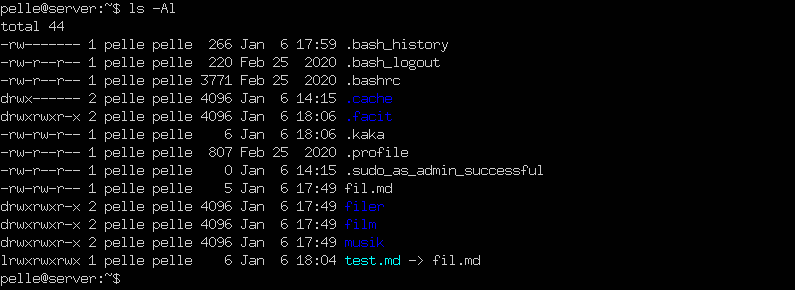 pelle@server:~$ ls -Al
total 44
-rw------- 1 pelle pelle  266 Jan  6 17:59 .bash_history
-rw-r--r-- 1 pelle pelle  220 Feb 25  2020 .bash_logout
-rw-r--r-- 1 pelle pelle 3771 Feb 25  2020 .bashrc
drwx------ 2 pelle pelle 4096 Jan  6 14:15 .cache
drwxrwxr-x 2 pelle pelle 4096 Jan  6 18:06 .facit
-rw-rw-r-- 1 pelle pelle    6 Jan  6 18:06 .kaka
-rw-r--r-- 1 pelle pelle  807 Feb 25  2020 .profile
-rw-r--r-- 1 pelle pelle    0 Jan  6 14:15 .sudo_as_admin_successful
-rw-rw-r-- 1 pelle pelle    5 Jan  6 17:49 fil.md
drwxrwxr-x 2 pelle pelle 4096 Jan  6 17:49 filer
drwxrwxr-x 2 pelle pelle 4096 Jan  6 17:49 film
drwxrwxr-x 2 pelle pelle 4096 Jan  6 17:49 musik
lrwxrwxrwx 1 pelle pelle    6 Jan  6 18:04 test.md -> fil.md
pelle@server:~$